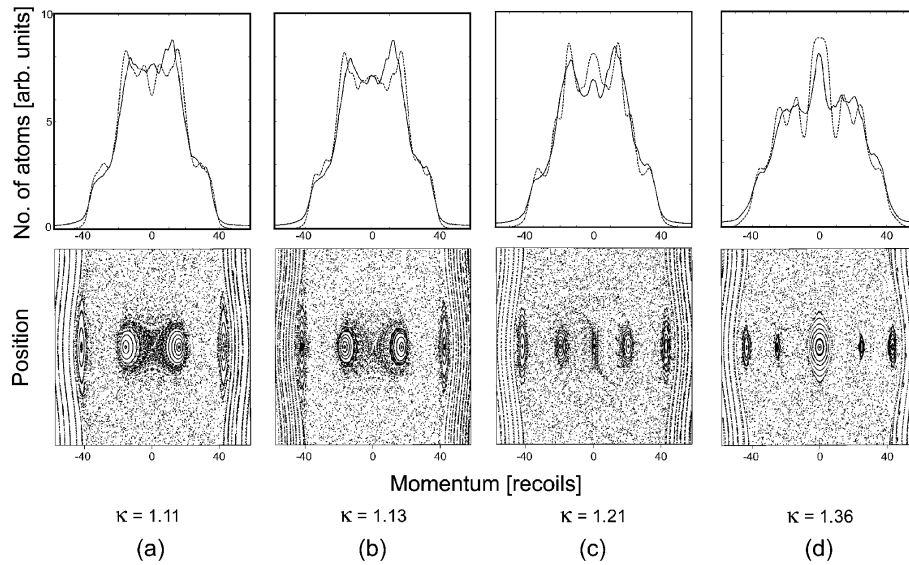 No. of atoms [arb. units]
10
5
0
-40 0 40
-40 0 40
-40 0 40
-40 0 40
Position
-40 0 40
-40 0 40
-40 0 40
-40 0 40
Momentum [recoils]
κ = 1.11
κ = 1.13
κ = 1.21
κ = 1.36
(a)
(b)
(c)
(d)